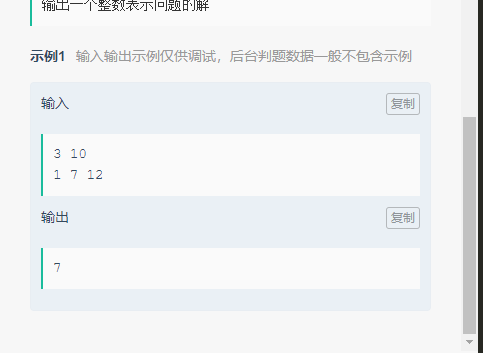 输出一个整数表示问题的解
示例1 输入输出示例仅供调试，后台判题数据一般不包含示例
输入 复制
3 10
1 7 12
输出 复制
7